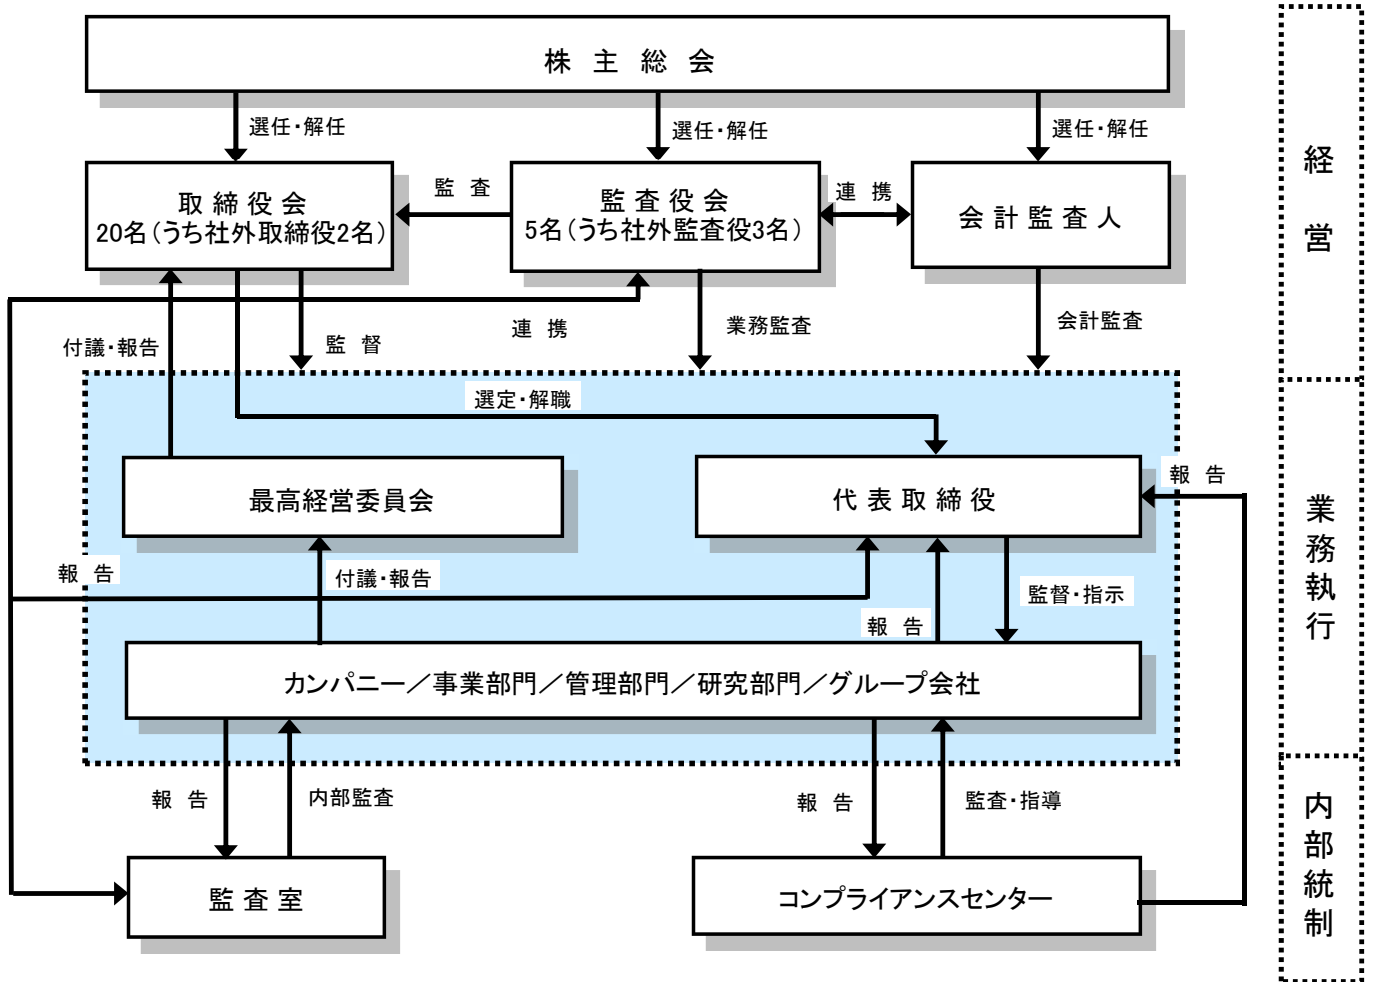 株 主 総 会
選任・解任
選任・解任
選任・解任
取 締 役 会
20名（うち社外取締役2名）
監 査
監 査 役 会
5名（うち社外監査役3名）
連 携
会 計 監 査 人
経 営
付議・報告
監 督
連 携
業務監査
会計監査
選定・解職
最高経営委員会
代 表 取 締 役
報 告
業務執行
報 告
付議・報告
報 告
監督・指示
カンパニー／事業部門／管理部門／研究部門／グループ会社
報 告
内部監査
報 告
監査・指導
内部統制
監 査 室
コンプライアンスセンター